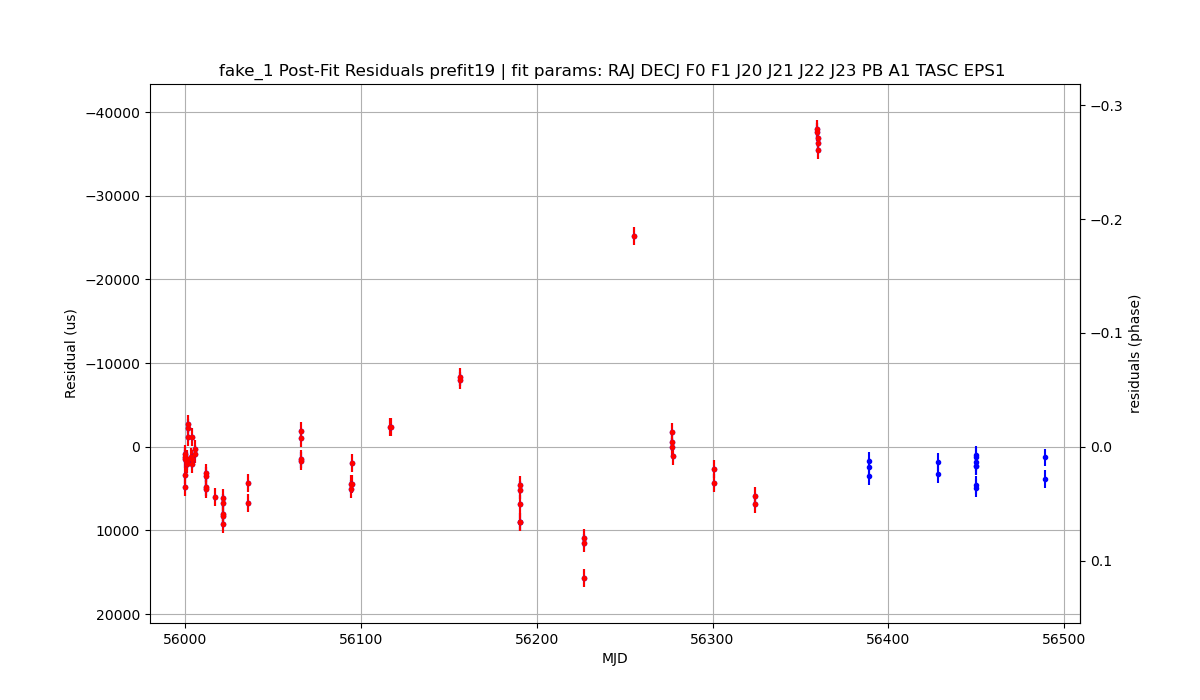 fake_1 Post-Fit Residuals prefit19 | fit params: RAJ DECJ F0 F1 J20 J21 J22 J23 PB A1 TASC EPS1
−40000
−30000
−20000
−10000
0
10000
20000
Residual (us)
−0.3
−0.2
−0.1
0.0
0.1
residuals (phase)
56000 56100 56200 56300 56400 56500
MJD